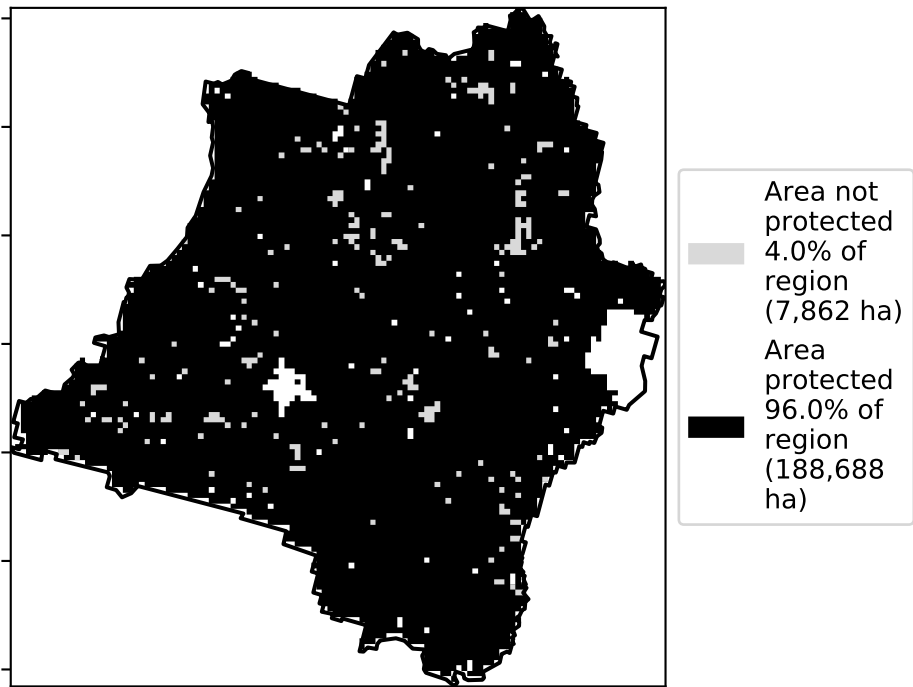 Area not
protected
4.0% of
region
(7,862 ha)
Area
protected
96.0% of
region
(188,688
ha)